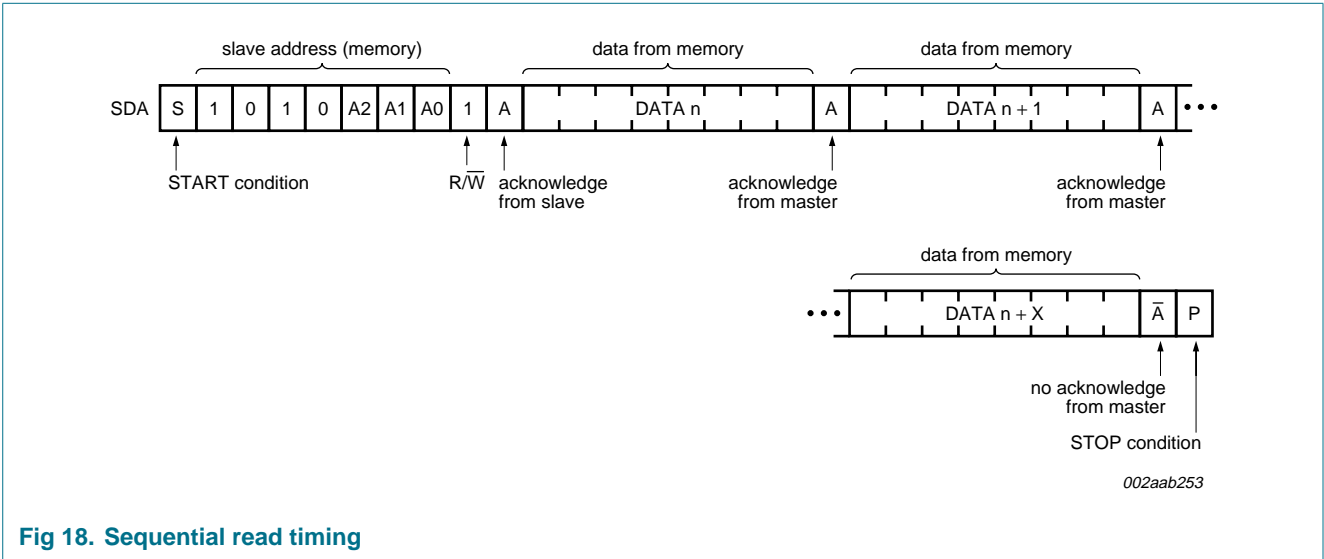 slave address (memory) data from memory data from memory
SDA S 1 0 1 0 A2 A1 A0 1 A DATA n A DATA n + 1 A •••
START condition R/W̅ acknowledge from slave acknowledge from master acknowledge from master
data from memory
••• DATA n + X A̅ P
no acknowledge
from master
STOP condition
002aab253
Fig 18. Sequential read timing